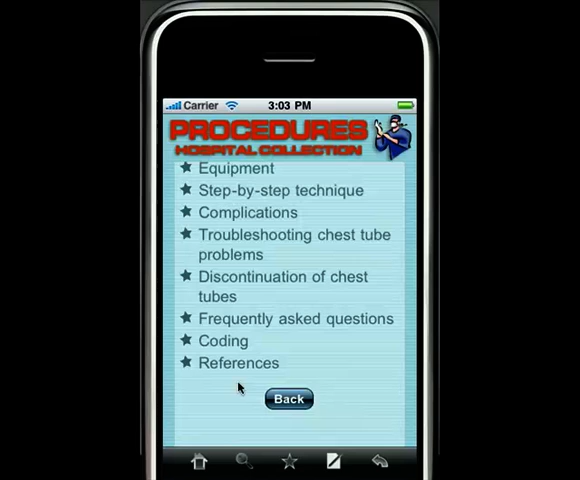 Carrier 3:03 PM
PROCEDURES
HOSPITAL COLLECTION
Equipment
Step-by-step technique
Complications
Troubleshooting chest tube
problems
Discontinuation of chest
tubes
Frequently asked questions
Coding
References
Back